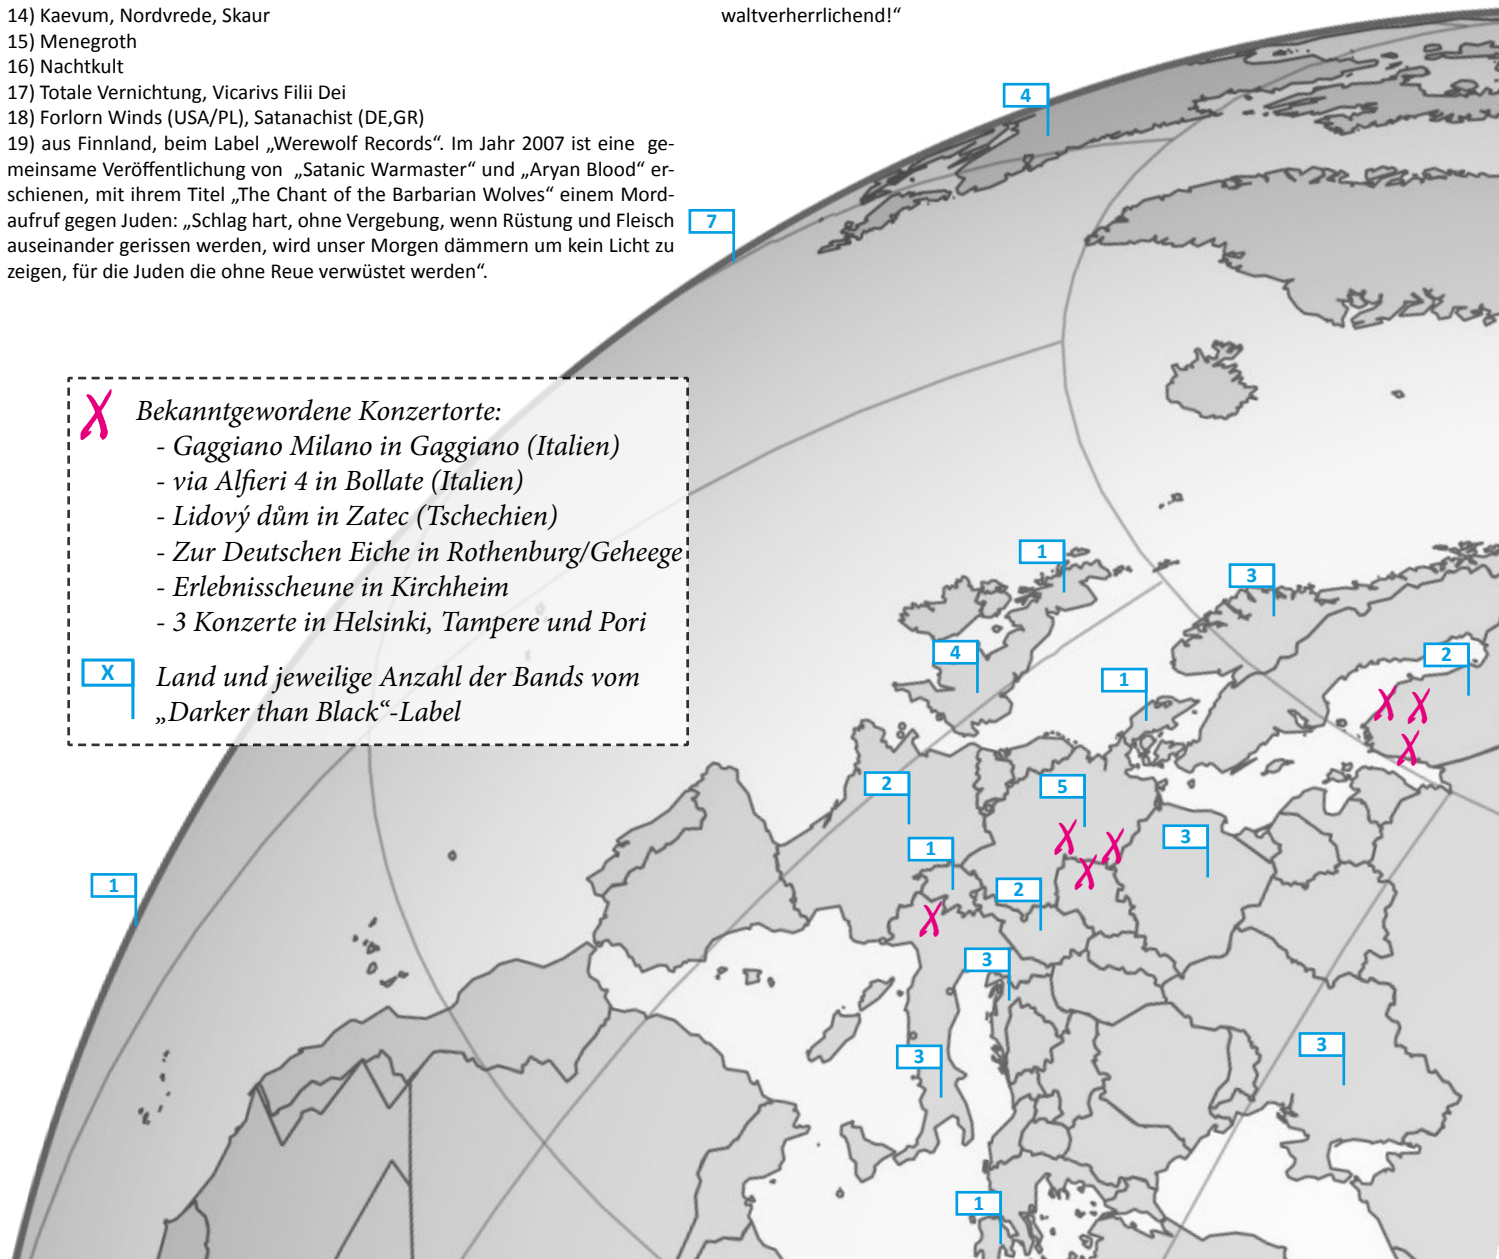 14) Kaevum, Nordvrede, Skaur
15) Menegroth
16) Nachtkult
17) Totale Vernichtung, Vicarivs Filii Dei
18) Forlorn Winds (USA/PL), Satanachist (DE,GR)
19) aus Finnland, beim Label „Werewolf Records“. Im Jahr 2007 ist eine ge-
meinsame Veröffentlichung von „Satanic Warmaster“ und „Aryan Blood“ er-
schienen, mit ihrem Titel „The Chant of the Barbarian Wolves“ einem Mord-
aufruf gegen Juden: „Schlag hart, ohne Vergebung, wenn Rüstung und Fleisch
auseinander gerissen werden, wird unser Morgen dämmern um kein Licht zu
zeigen, für die Juden die ohne Reue verwüstet werden“.
waltverherrlichend!“
4
7
X Bekanntgewordene Konzertorte:
- Gaggiano Milano in Gaggiano (Italien)
- via Alfieri 4 in Bollate (Italien)
- Lidový dům in Zatec (Tschechien)
- Zur Deutschen Eiche in Rothenburg/Geheege
- Erlebnisscheune in Kirchheim
- 3 Konzerte in Helsinki, Tampere und Pori
X Land und jeweilige Anzahl der Bands vom
„Darker than Black“-Label
1
3
4
2
1
X X
X
2
5
3
X X
1
X
1
2
X
3
3
3
1